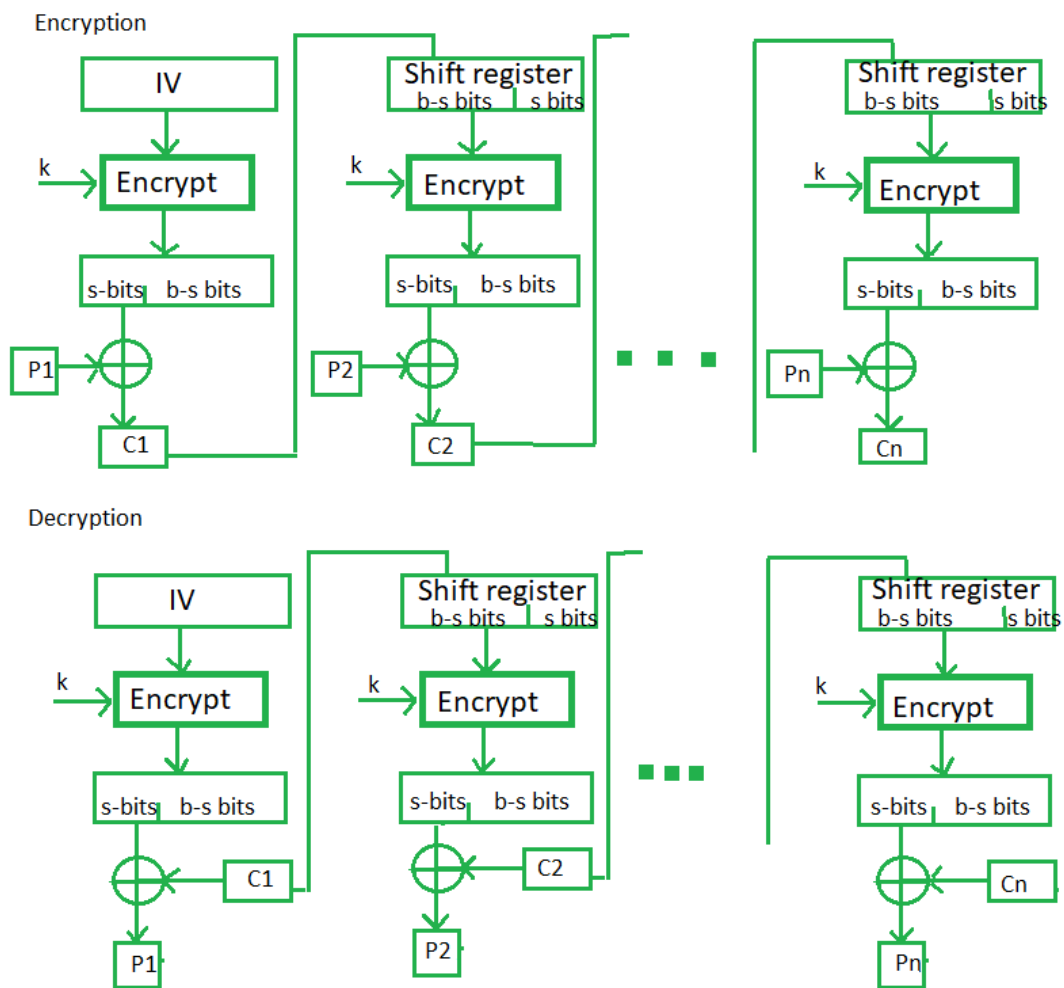 Encryption
IV
Shift register
b-s bits s bits
Shift register
b-s bits s bits
k
Encrypt
k
Encrypt
k
Encrypt
s-bits b-s bits
s-bits b-s bits
s-bits b-s bits
P1
P2
Pn
C1
C2
Cn
Decryption
IV
Shift register
b-s bits s bits
Shift register
b-s bits s bits
k
Encrypt
k
Encrypt
k
Encrypt
s-bits b-s bits
s-bits b-s bits
s-bits b-s bits
C1
C2
Cn
P1
P2
Pn